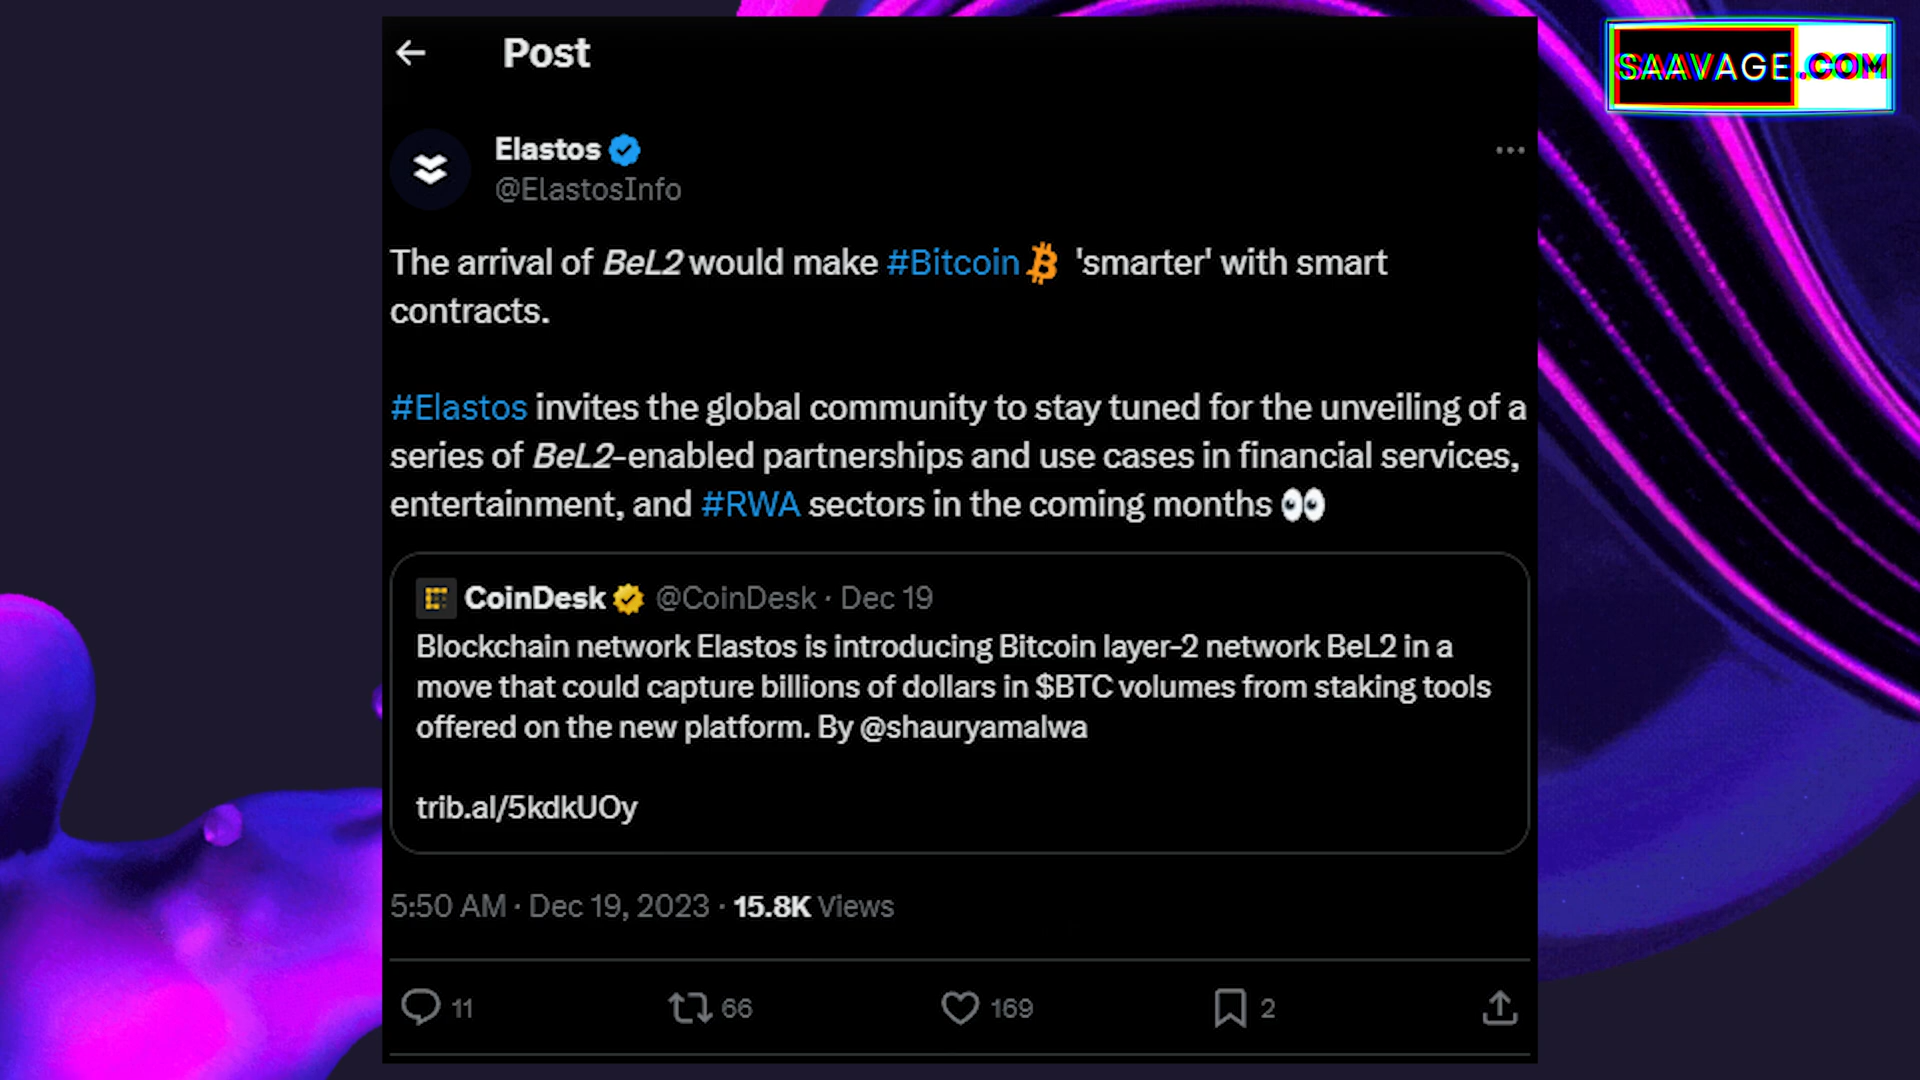 Post
SAAVAGE.COM
Elastos
@ElastosInfo
The arrival of BeL2 would make #Bitcoin 'smarter' with smart
contracts.
#Elastos invites the global community to stay tuned for the unveiling of a
series of BeL2-enabled partnerships and use cases in financial services,
entertainment, and #RWA sectors in the coming months 👀
CoinDesk @CoinDesk · Dec 19
Blockchain network Elastos is introducing Bitcoin layer-2 network BeL2 in a
move that could capture billions of dollars in $BTC volumes from staking tools
offered on the new platform. By @shauryamalwa
trib.al/5kdkUOy
5:50 AM · Dec 19, 2023 · 15.8K Views
11 66 169 2